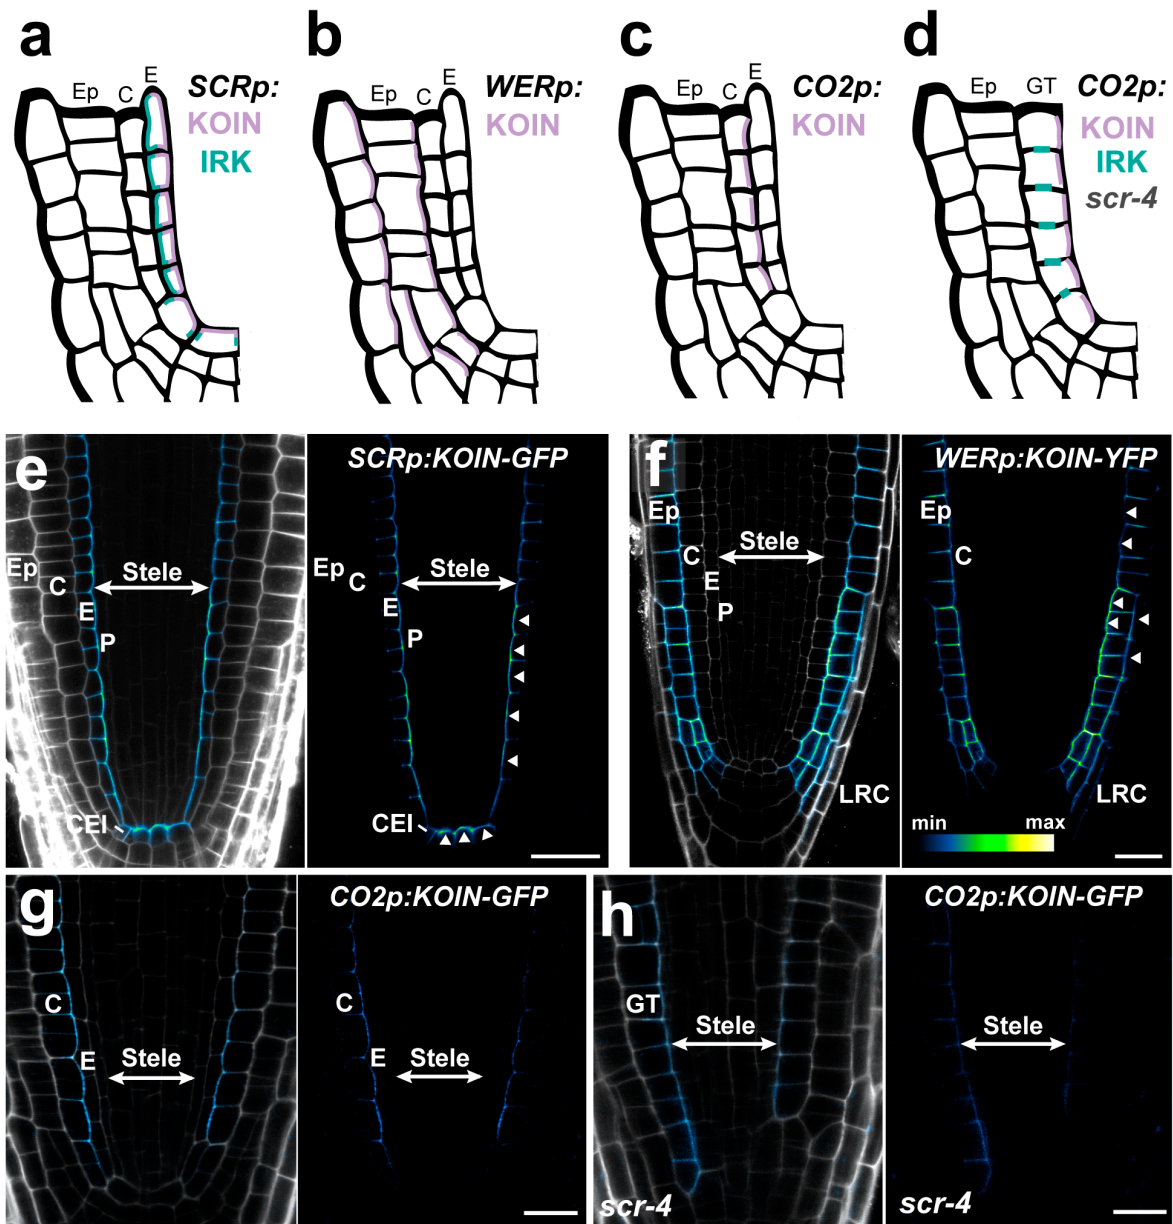 a
Ep C E
SCRp:
KOIN
IRK
b
Ep C E
WERp:
KOIN
c
Ep C E
CO2p:
KOIN
d
Ep GT
CO2p:
KOIN
IRK
scr-4
e
Ep
C
Stele
E
P
CEI
SCRp:KOIN-GFP
Ep
C
Stele
E
P
CEI
f
Ep
C
Stele
E
P
LRC
WERp:KOIN-YFP
Ep
C
LRC
min max
g
C
E
Stele
CO2p:KOIN-GFP
C
E
Stele
h
GT
Stele
scr-4
CO2p:KOIN-GFP
Stele
scr-4